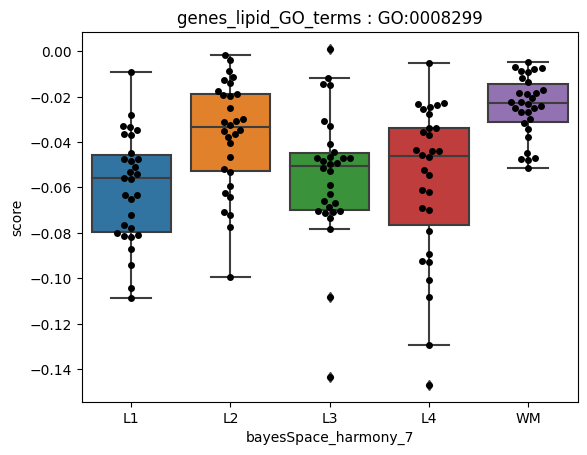 genes_lipid_GO_terms : GO:0008299
0.00
−0.02
−0.04
−0.06
−0.08
−0.10
−0.12
−0.14
score
L1 L2 L3 L4 WM
bayesSpace_harmony_7